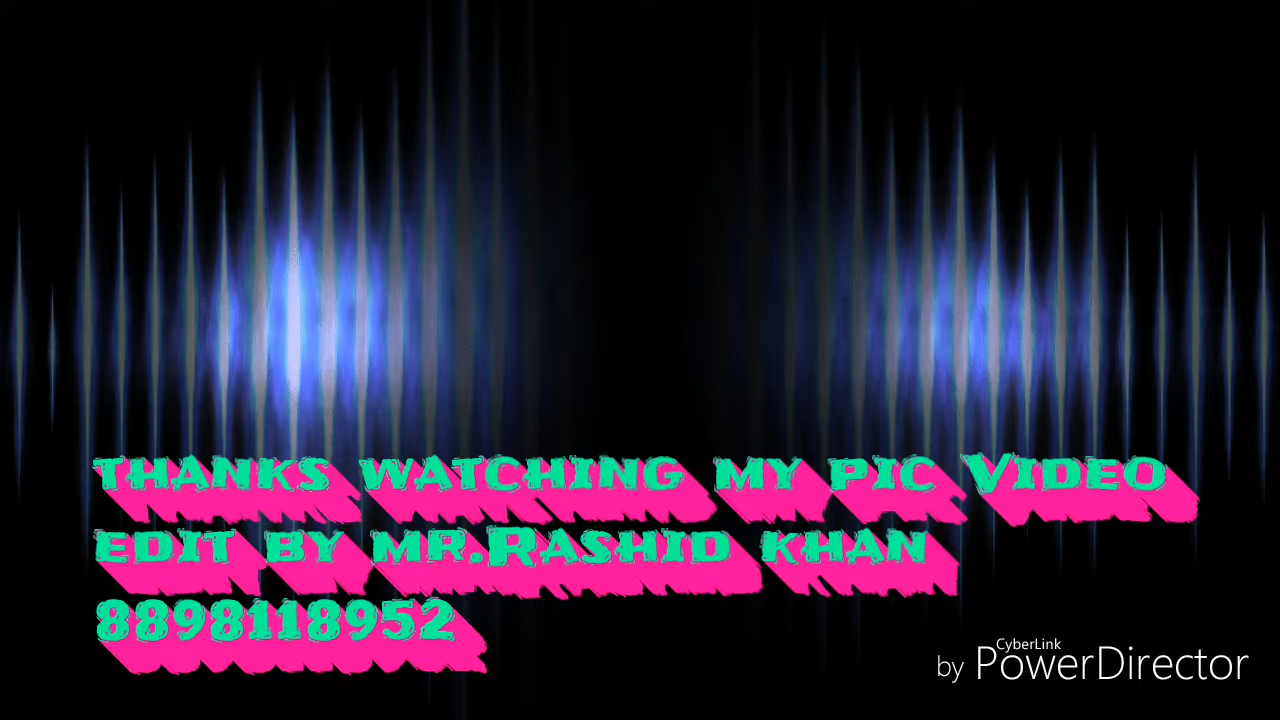 THANKS WATCHING MY PIC VIDEO
EDIT BY MR.RASHID KHAN
8898118952
CyberLink
by PowerDirector